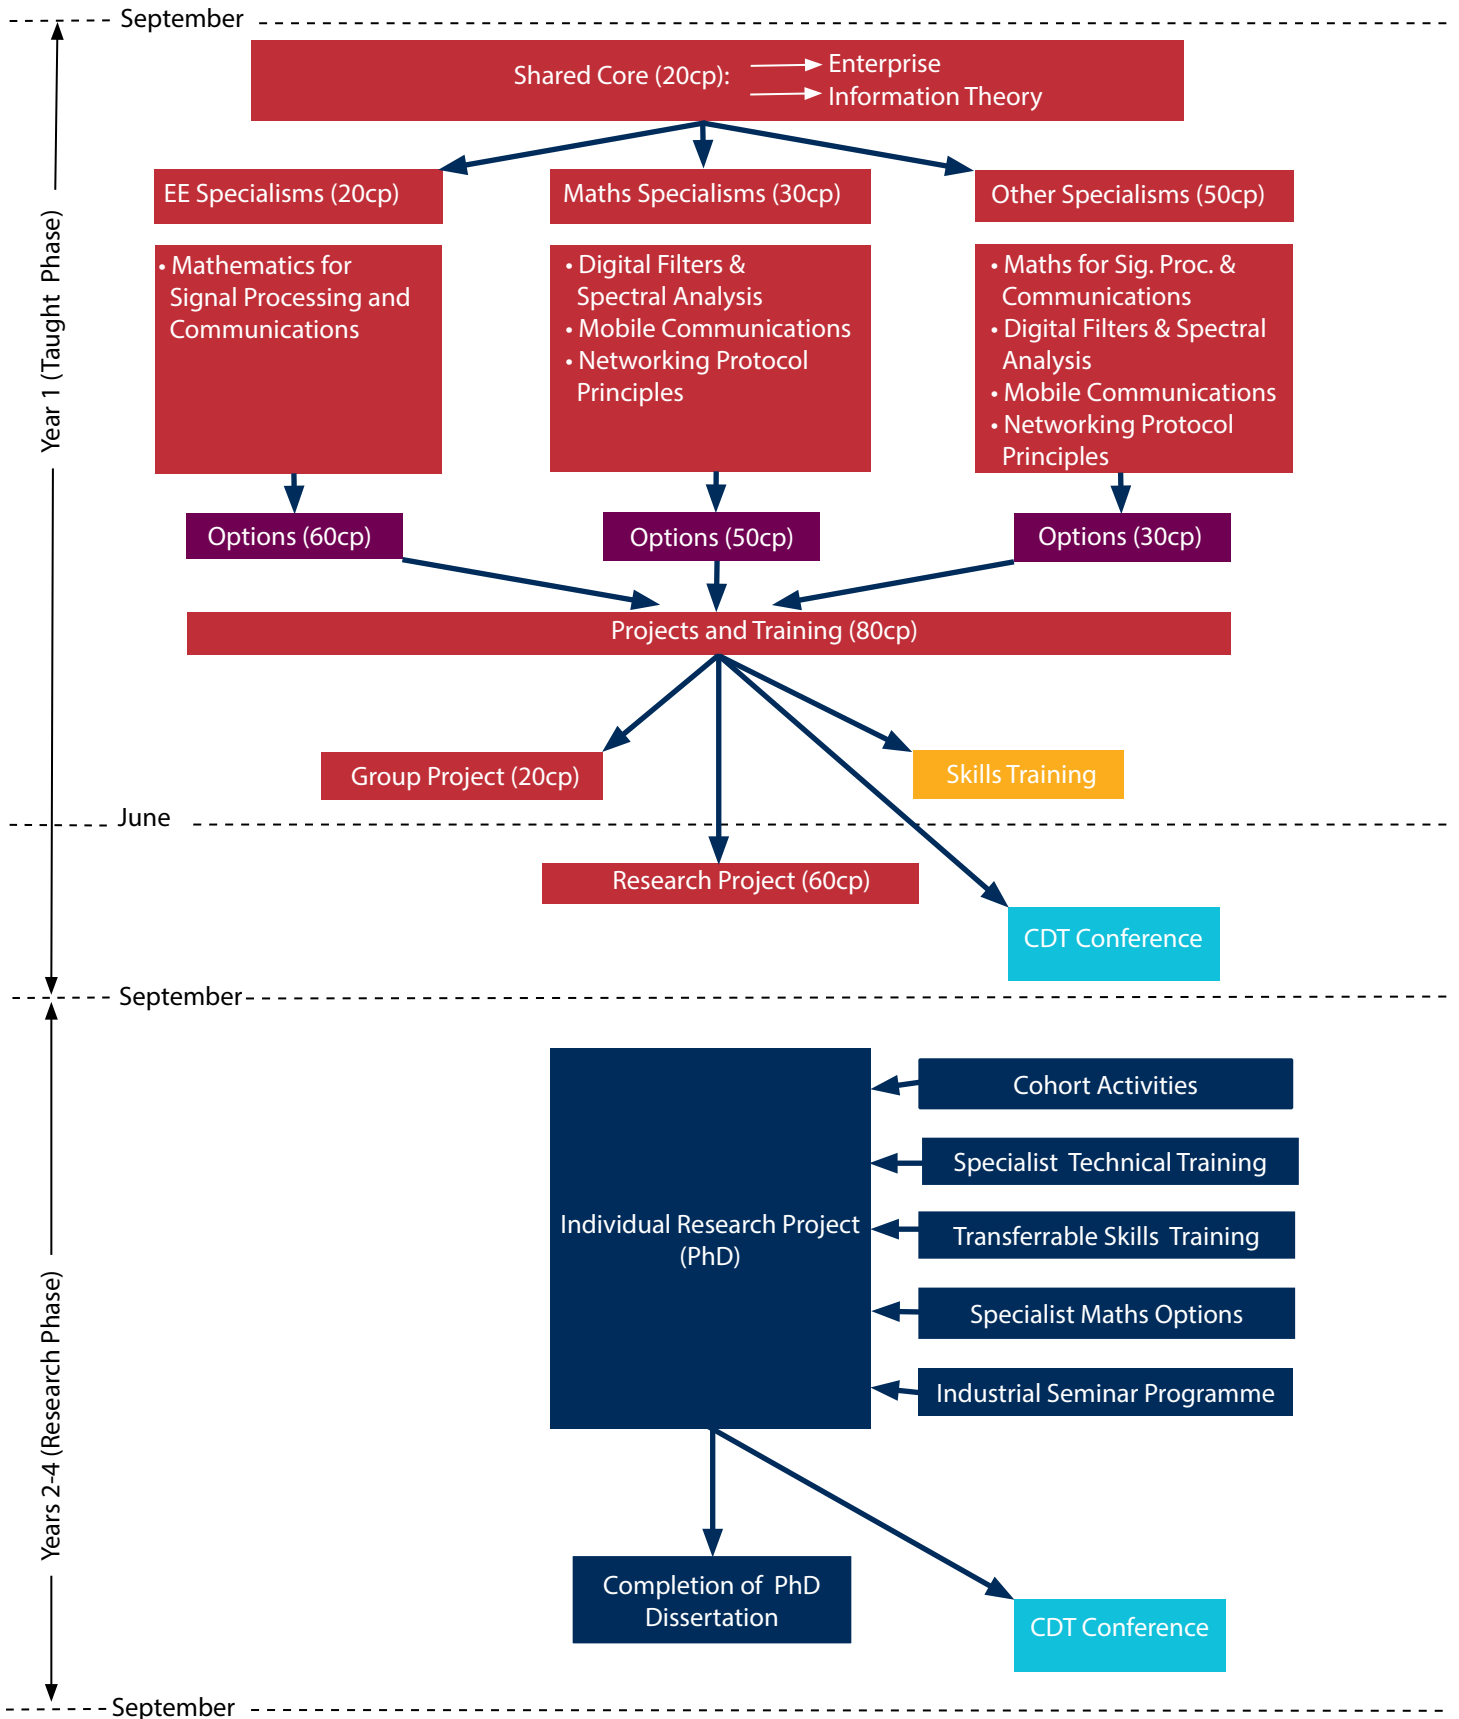 September
Shared Core (20cp):
Enterprise
Information Theory
EE Specialisms (20cp)
Maths Specialisms (30cp)
Other Specialisms (50cp)
• Mathematics for
Signal Processing and
Communications
• Digital Filters &
Spectral Analysis
• Mobile Communications
• Networking Protocol
Principles
• Maths for Sig. Proc. &
Communications
• Digital Filters & Spectral
Analysis
• Mobile Communications
• Networking Protocol
Principles
Year 1 (Taught Phase)
Options (60cp)
Options (50cp)
Options (30cp)
Projects and Training (80cp)
Group Project (20cp)
Skills Training
June
Research Project (60cp)
CDT Conference
September
Cohort Activities
Specialist Technical Training
Individual Research Project
(PhD)
Transferrable Skills Training
Specialist Maths Options
Industrial Seminar Programme
Years 2-4 (Research Phase)
Completion of PhD
Dissertation
CDT Conference
September